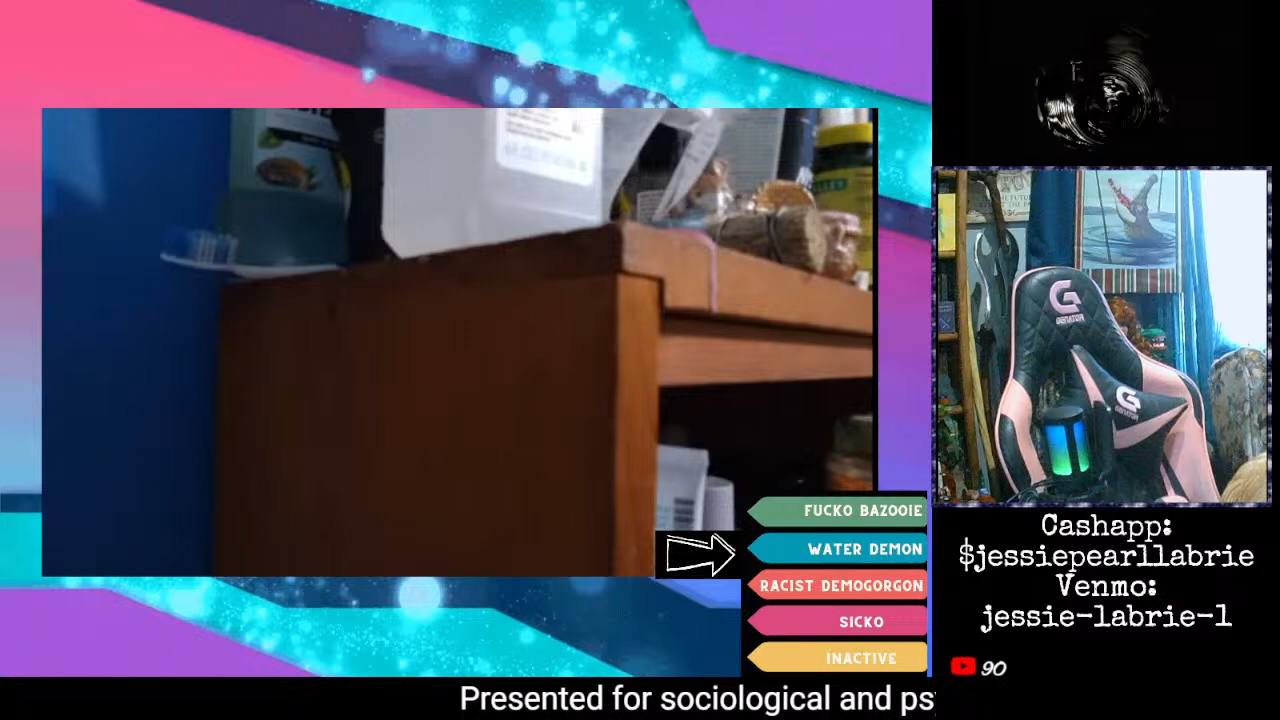 FUCKO BAZOOIE
WATER DEMON
RACIST DEMOGORGON
SICKO
INACTIVE
Presented for sociological and ps
G
GENATOR
G
Cashapp:
$jessiepearllabrie
Venmo:
jessie-labrie-1
90